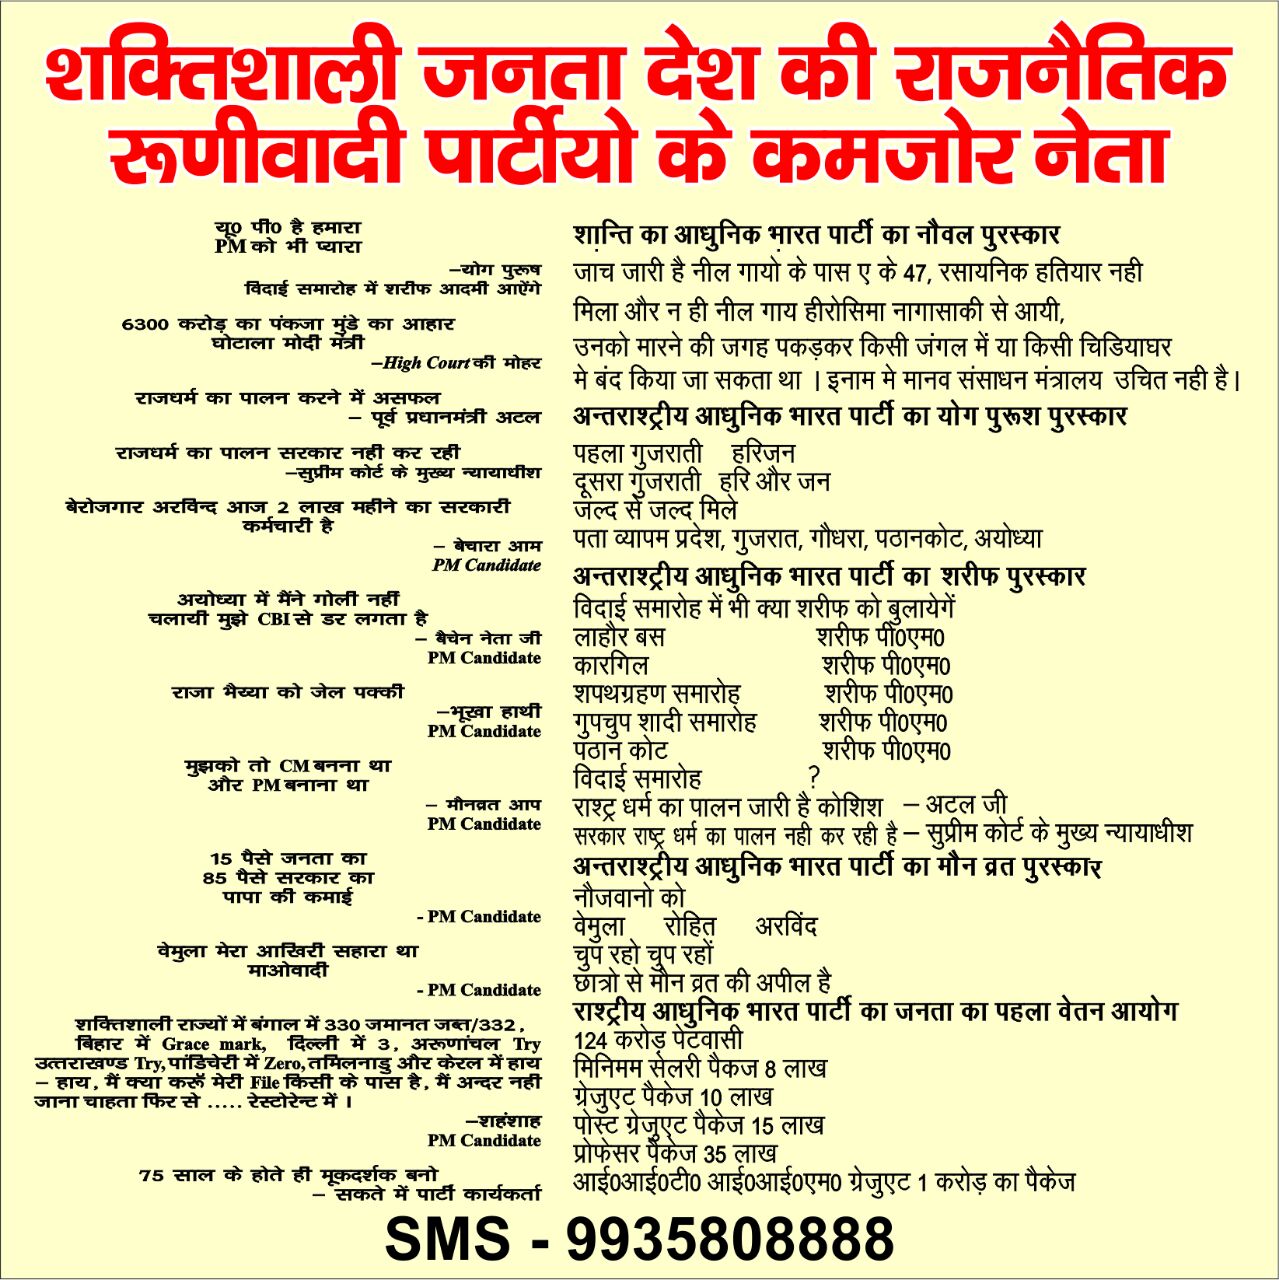 शक्तिशाली जनता देश की राजनैतिक
रूणीवादी पार्टीयो के कमजोर नेता
यू0 पी0 है हमारा
PM को भी प्यारा
–योग पुरूष
विदाई समारोह में शरीफ आदमी आऐंगे
6300 करोड़ का पंकजा मुंडे का आहार
घोटाला मोदी मंत्री
–High Court की मोहर
राजधर्म का पालन करने में असफल
– पूर्व प्रधानमंत्री अटल
राजधर्म का पालन सरकार नही कर रही
–सुप्रीम कोर्ट के मुख्य न्यायाधीश
बेरोजगार अरविन्द आज 2 लाख महीने का सरकारी
कर्मचारी है
– बेचारा आम
PM Candidate
अयोध्या में मैंने गोली नहीं
चलायी मुझे CBI से डर लगता है
– बैचेन नेता जी
PM Candidate
राजा भैय्या को जेल पक्की
–भूखा हाथी
PM Candidate
मुझको तो CM बनना था
और PM बनाना था
– मौनव्रत आप
PM Candidate
15 पैसे जनता का
85 पैसे सरकार का
पापा की कमाई
- PM Candidate
वेमुला मेरा आखिरी सहारा था
माओवादी
- PM Candidate
शक्तिशाली राज्यों में बंगाल में 330 जमानत जब्त/332,
बिहार में Grace mark, दिल्ली में 3, अरूणांचल Try
उत्तराखण्ड Try, पांडिचेरी में Zero, तमिलनाडु और केरल में हाय
– हाय, मैं क्या करूँ मेरी File किसी के पास है, मैं अन्दर नही
जाना चाहता फिर से ..... रेस्टोरेन्ट में ।
–शहंशाह
PM Candidate
75 साल के होते ही मूकदर्शक बनो
– सकते में पार्टी कार्यकर्ता
शान्ति का आधुनिक भारत पार्टी का नौवल पुरस्कार
जाच जारी है नील गायो के पास ए के 47, रसायनिक हतियार नही
मिला और न ही नील गाय हीरोसिमा नागासाकी से आयी,
उनको मारने की जगह पकड़कर किसी जंगल में या किसी चिडियाघर
मे बंद किया जा सकता था । इनाम मे मानव संसाधन मंत्रालय उचित नही है ।
अन्तराश्ट्रीय आधुनिक भारत पार्टी का योग पुरूश पुरस्कार
पहला गुजराती हरिजन
दूसरा गुजराती हरि और जन
जल्द से जल्द मिले
पता व्यापम प्रदेश, गुजरात, गौधरा, पठानकोट, अयोध्या
अन्तराश्ट्रीय आधुनिक भारत पार्टी का शरीफ पुरस्कार
विदाई समारोह में भी क्या शरीफ को बुलायेगें
लाहौर बस शरीफ पी0एम0
कारगिल शरीफ पी0एम0
शपथग्रहण समारोह शरीफ पी0एम0
गुपचुप शादी समारोह शरीफ पी0एम0
पठान कोट शरीफ पी0एम0
विदाई समारोह ?
राश्ट्र धर्म का पालन जारी है कोशिश – अटल जी
सरकार राष्ट्र धर्म का पालन नही कर रही है – सुप्रीम कोर्ट के मुख्य न्यायाधीश
अन्तराश्ट्रीय आधुनिक भारत पार्टी का मौन व्रत पुरस्कार
नौजवानो को
वेमुला रोहित अरविंद
चुप रहो चुप रहों
छात्रो से मौन व्रत की अपील है
राश्ट्रीय आधुनिक भारत पार्टी का जनता का पहला वेतन आयोग
124 करोड़ पेटवासी
मिनिमम सेलरी पैकज 8 लाख
ग्रेजुएट पैकेज 10 लाख
पोस्ट ग्रेजुएट पैकेज 15 लाख
प्रोफेसर पैकेज 35 लाख
आई0आई0टी0 आई0आई0एम0 ग्रेजुएट 1 करोड़ का पैकेज
SMS - 9935808888